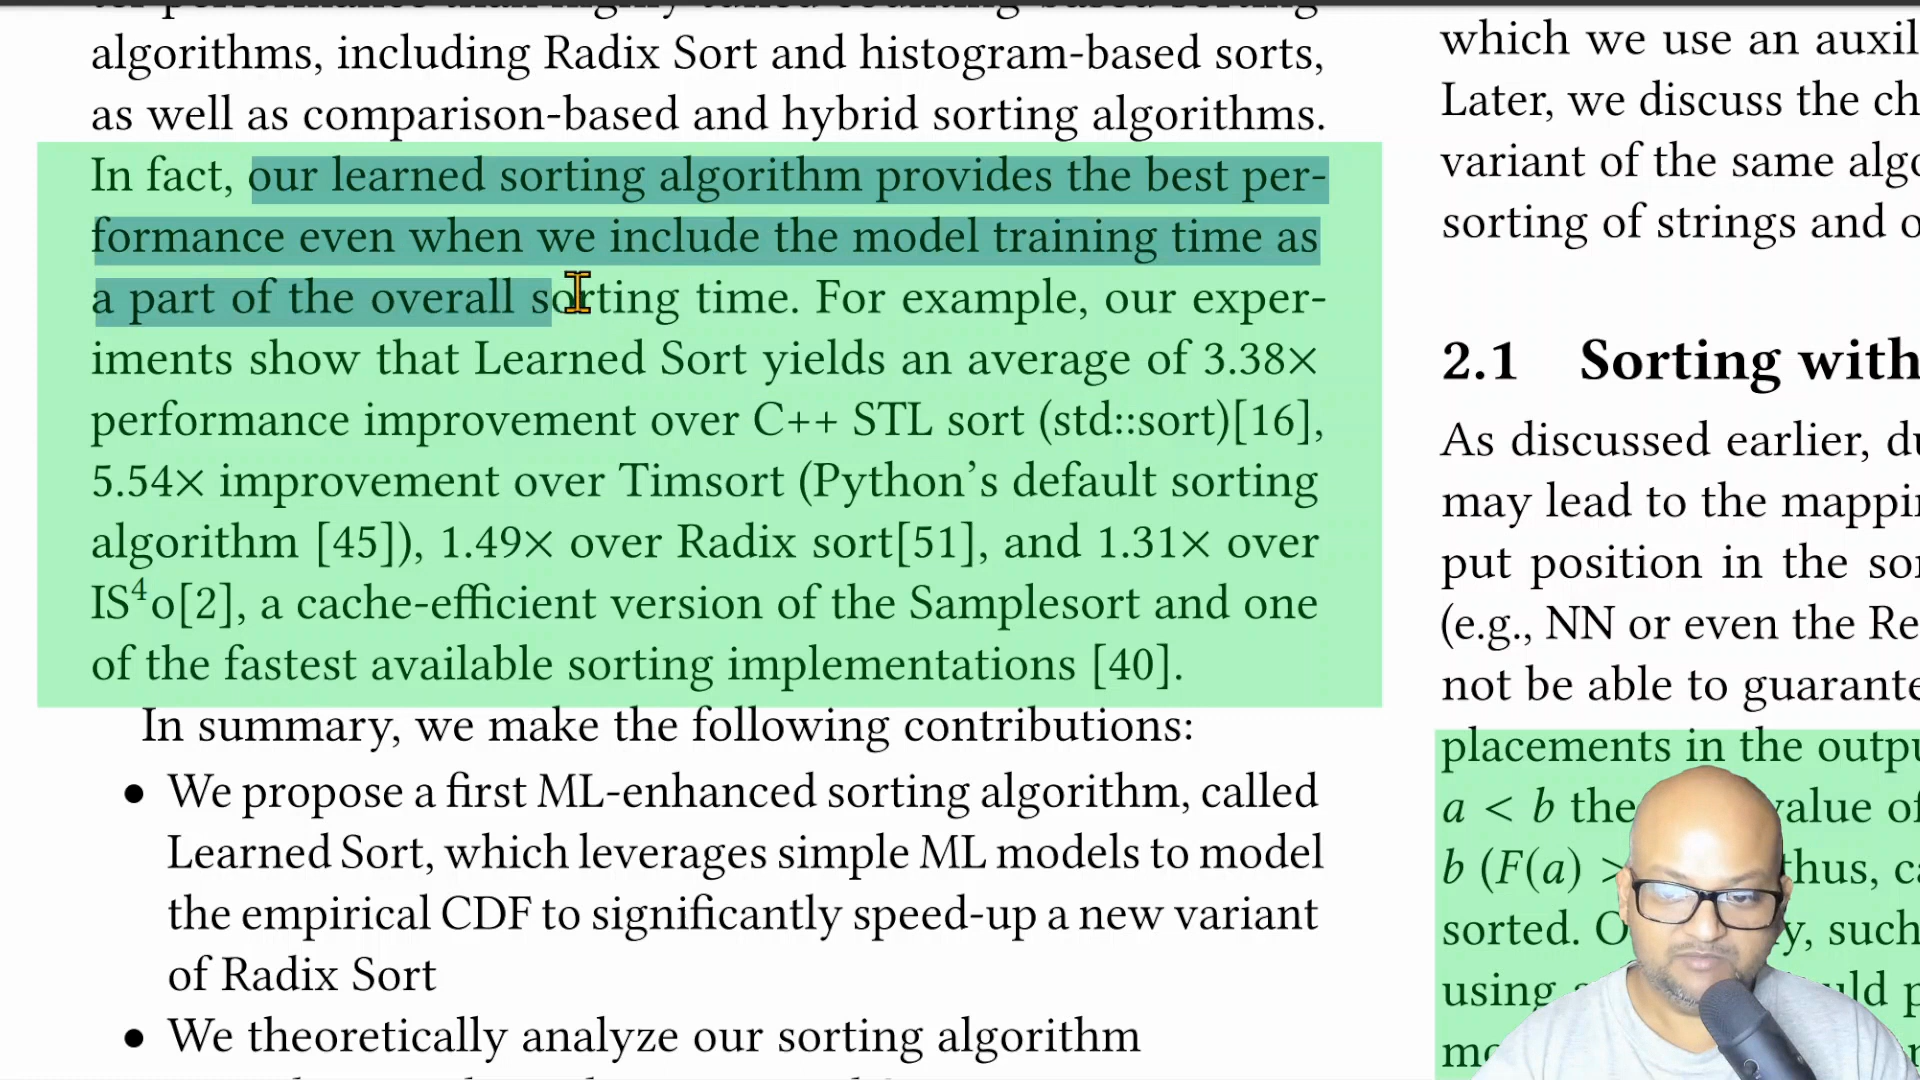 algorithms, including Radix Sort and histogram-based sorts,
as well as comparison-based and hybrid sorting algorithms.
In fact, our learned sorting algorithm provides the best per-
formance even when we include the model training time as
a part of the overall sorting time. For example, our exper-
iments show that Learned Sort yields an average of 3.38×
performance improvement over C++ STL sort (std::sort)[16],
5.54× improvement over Timsort (Python's default sorting
algorithm [45]), 1.49× over Radix sort[51], and 1.31× over
IS⁴o[2], a cache-efficient version of the Samplesort and one
of the fastest available sorting implementations [40].
In summary, we make the following contributions:
• We propose a first ML-enhanced sorting algorithm, called
Learned Sort, which leverages simple ML models to model
the empirical CDF to significantly speed-up a new variant
of Radix Sort
• We theoretically analyze our sorting algorithm
which we use an
Later, we discuss the
variant of the same
sorting of strings and
2.1 Sorting with
As discussed earlier,
may lead to the
put position in the
(e.g., NN or even the
not be able to
placements in the
a < b the value
b (F(a) > thus,
sorted.
using